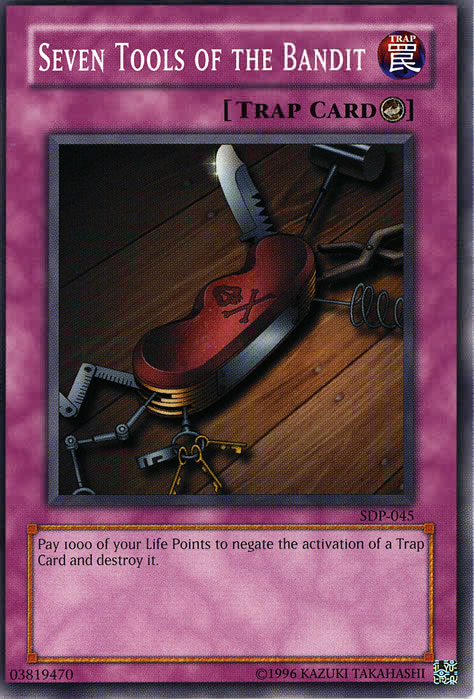 SEVEN TOOLS OF THE BANDIT
TRAP
罠
[TRAP CARD]
SDP-045
Pay 1000 of your Life Points to negate the activation of a Trap
Card and destroy it.
03819470
©1996 KAZUKI TAKAHASHI